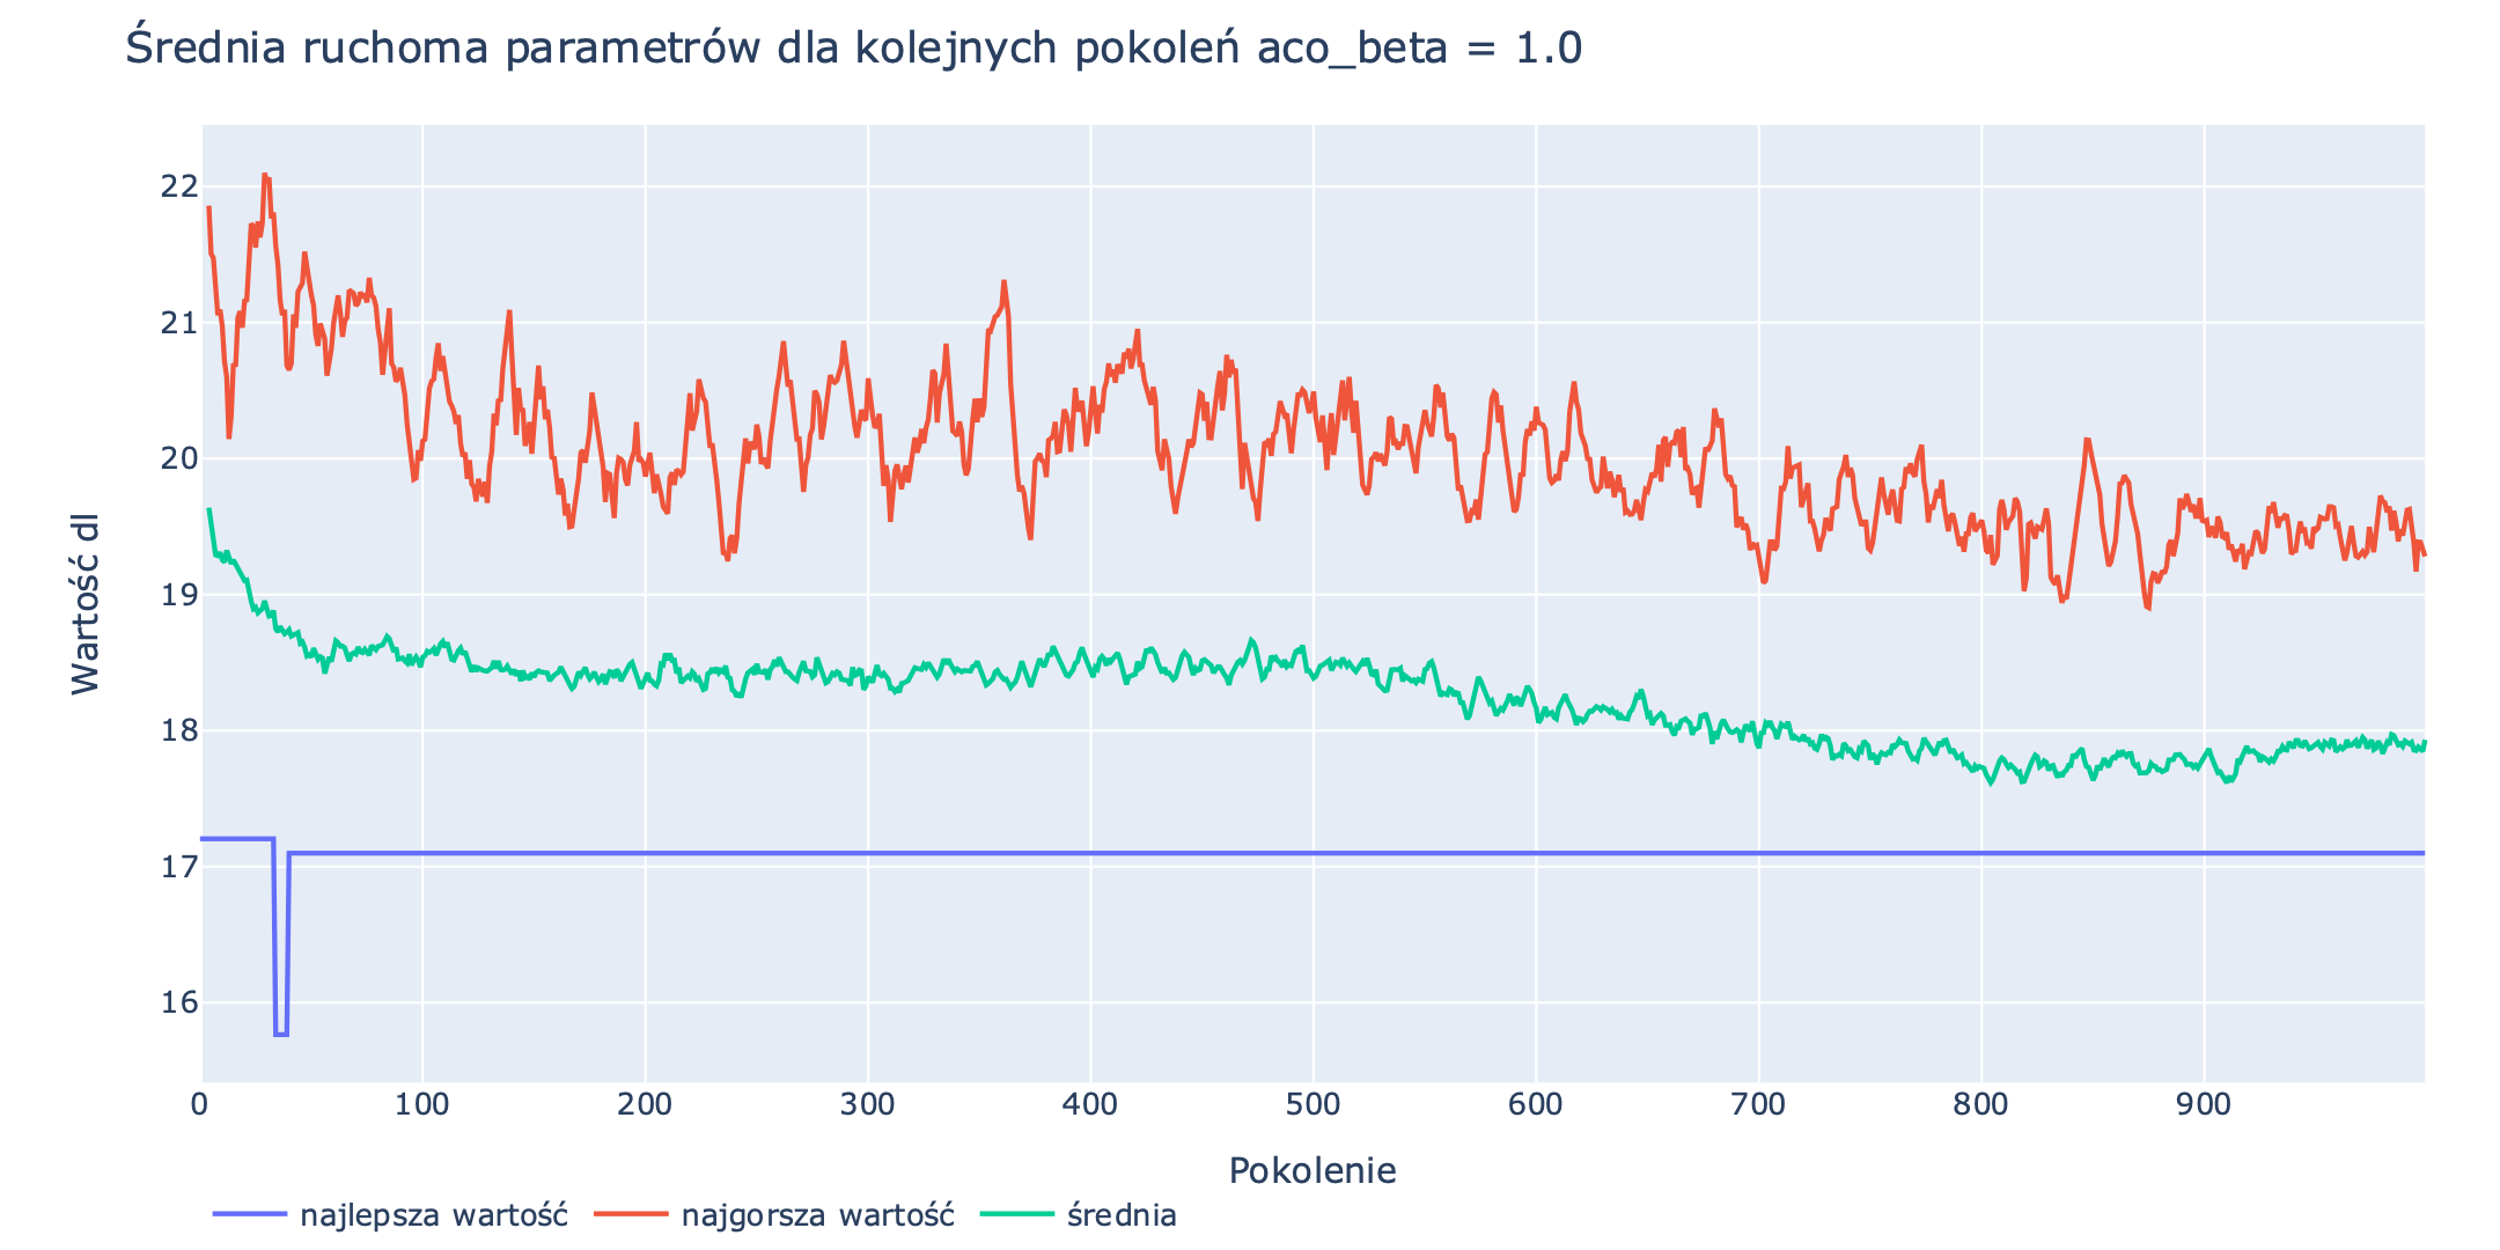 Średnia ruchoma parametrów dla kolejnych pokoleń aco_beta = 1.0
22
21
20
19
18
17
16
Wartość dl
0 100 200 300 400 500 600 700 800 900
Pokolenie
najlepsza wartość najgorsza wartość średnia